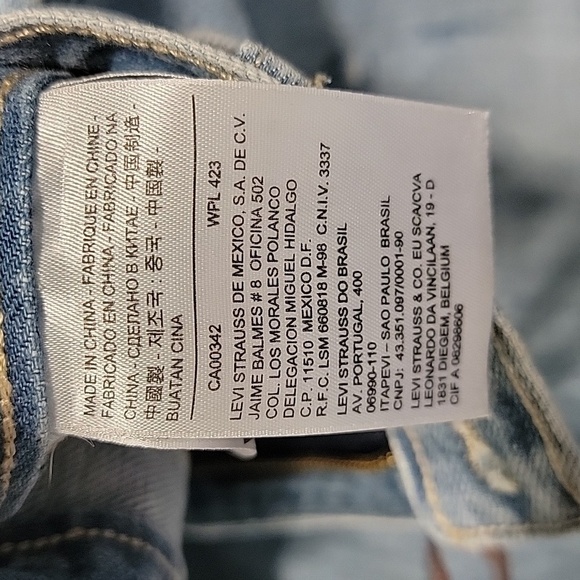 MADE IN CHINA - FABRIQUE EN CHINE -
FABRICADO EN CHINA - FABRICADO NA
CHINA - СДЕЛАНО В КИТАЕ - 中国制造 -
中國製 - 제조국 : 중국 - 中国製 -
BUATAN CINA
CA00342 WPL 423
LEVI STRAUSS DE MEXICO, S.A. DE C.V.
JAIME BALMES # 8 OFICINA 502
COL. LOS MORALES POLANCO
DELEGACION MIGUEL HIDALGO
C.P. 11510 MEXICO D.F.
R.F.C. LSM 660818 M-98 C.N.I.V. 3337
LEVI STRAUSS DO BRASIL
AV. PORTUGAL, 400
06990-110
ITAPEVI – SAO PAULO BRASIL
CNPJ: 43.351.097/0001-90
LEVI STRAUSS & CO. EU SCA/CVA
LEONARDO DA VINCILAAN, 19 - D
1831 DIEGEM, BELGIUM
CIF A 06298606